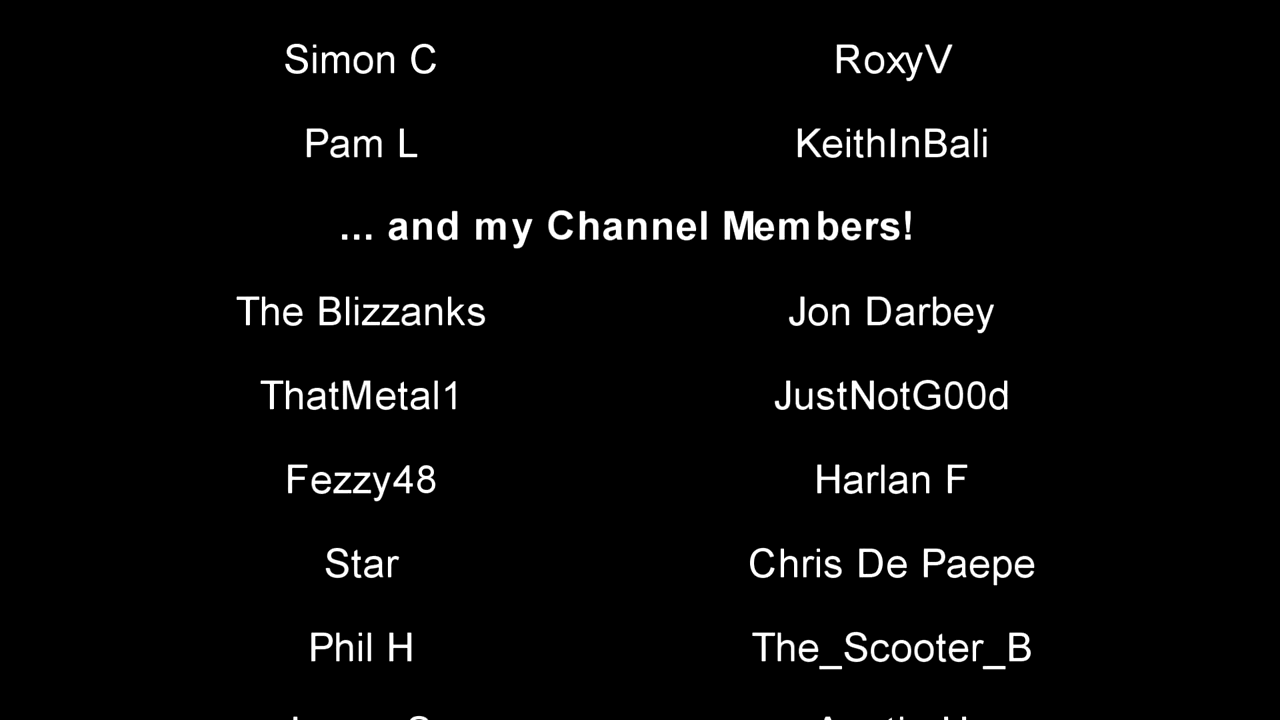 Simon C RoxyV
Pam L KeithInBali
... and my Channel Members!
The Blizzanks Jon Darbey
ThatMetal1 JustNotG00d
Fezzy48 Harlan F
Star Chris De Paepe
Phil H The_Scooter_B